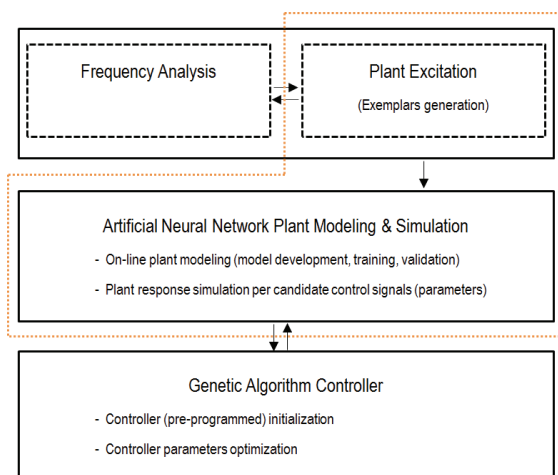 Frequency Analysis
Plant Excitation
(Exemplars generation)
Artificial Neural Network Plant Modeling & Simulation
- On-line plant modeling (model development, training, validation)
- Plant response simulation per candidate control signals (parameters)
Genetic Algorithm Controller
- Controller (pre-programmed) initialization
- Controller parameters optimization